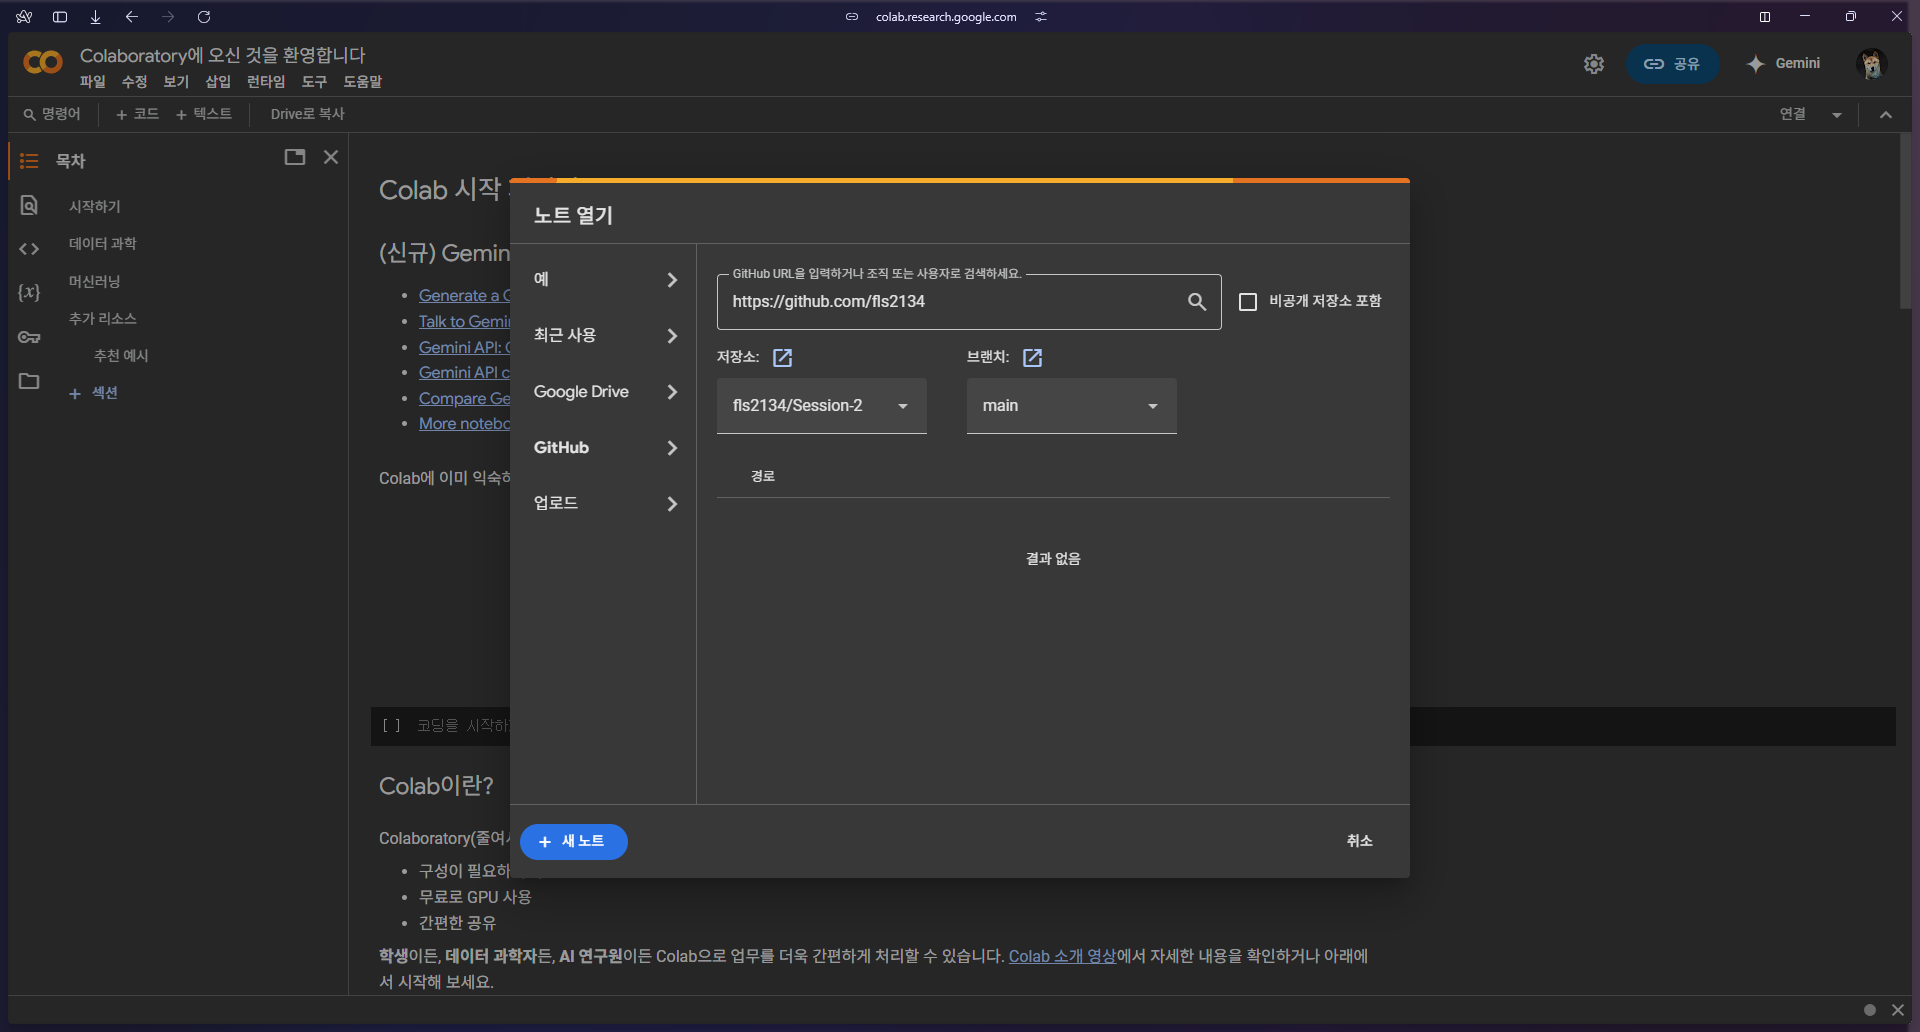 colab.research.google.com
Colaboratory에 오신 것을 환영합니다
파일 수정 보기 삽입 런타임 도구 도움말
공유
Gemini
명령어
+ 코드 + 텍스트
Drive로 복사
연결
목차
시작하기
데이터 과학
머신러닝
추가 리소스
추천 예시
+ 섹션
Colab 시작
(신규) Gemin
Generate a
Talk to Gemi
Gemini API:
Gemini API c
Compare Ge
More notebo
Colab에 이미 익숙하
[ ] 코딩을 시작하
Colab이란?
Colaboratory(줄여
구성이 필요하
무료로 GPU 사용
간편한 공유
학생이든, 데이터 과학자든, AI 연구원이든 Colab으로 업무를 더욱 간편하게 처리할 수 있습니다. Colab 소개 영상에서 자세한 내용을 확인하거나 아래에
서 시작해 보세요.
노트 열기
예
최근 사용
Google Drive
GitHub
업로드
GitHub URL을 입력하거나 조직 또는 사용자로 검색하세요.
https://github.com/fls2134
비공개 저장소 포함
저장소:
브랜치:
fls2134/Session-2
main
경로
결과 없음
+ 새 노트
취소